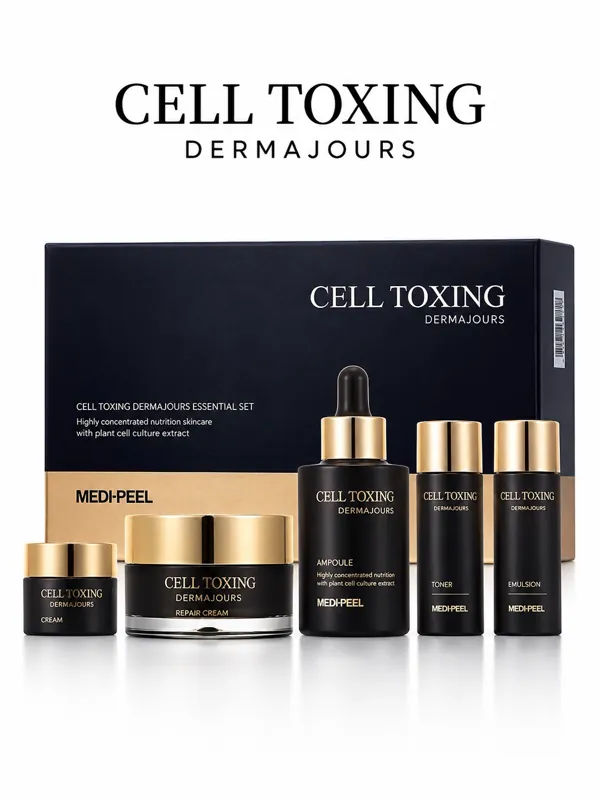 CELL TOXING
DERMAJOURS
CELL TOXING
DERMAJOURS
CELL TOXING DERMAJOURS ESSENTIAL SET
Highly concentrated nutrition skincare
with plant cell culture extract
MEDI-PEEL
CELL TOXING
DERMAJOURS
CREAM
CELL TOXING
DERMAJOURS
REPAIR CREAM
CELL TOXING
DERMAJOURS
AMPOULE
Highly concentrated nutrition
with plant cell culture extract
MEDI-PEEL
CELL TOXING
DERMAJOURS
TONER
MEDI-PEEL
CELL TOXING
DERMAJOURS
EMULSION
MEDI-PEEL